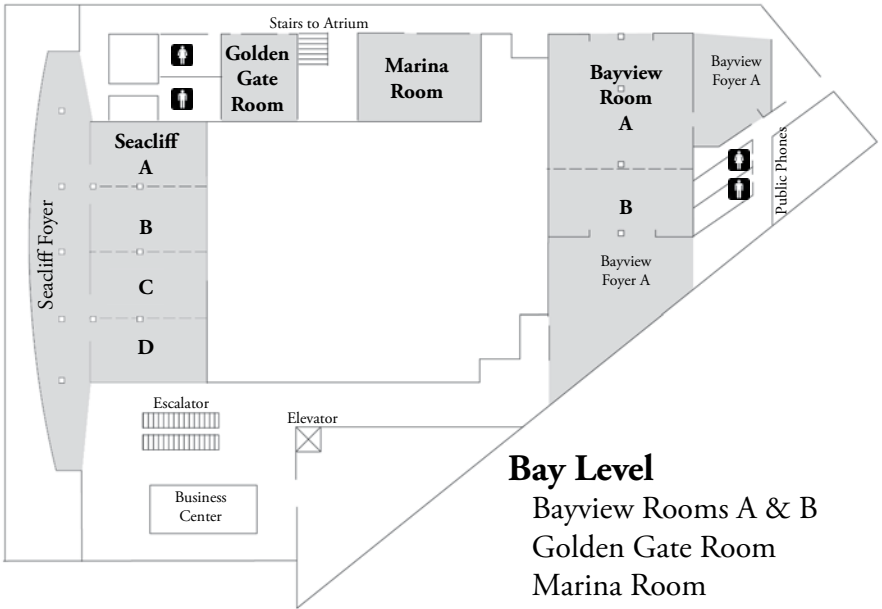 Stairs to Atrium
Golden
Gate
Room
Marina
Room
Bayview
Room
A
Bayview
Foyer A
Seacliff
A
Public Phones
B
B
Seacliff Foyer
Bayview
Foyer A
C
D
Escalator
Elevator
Business
Center
Bay Level
Bayview Rooms A & B
Golden Gate Room
Marina Room